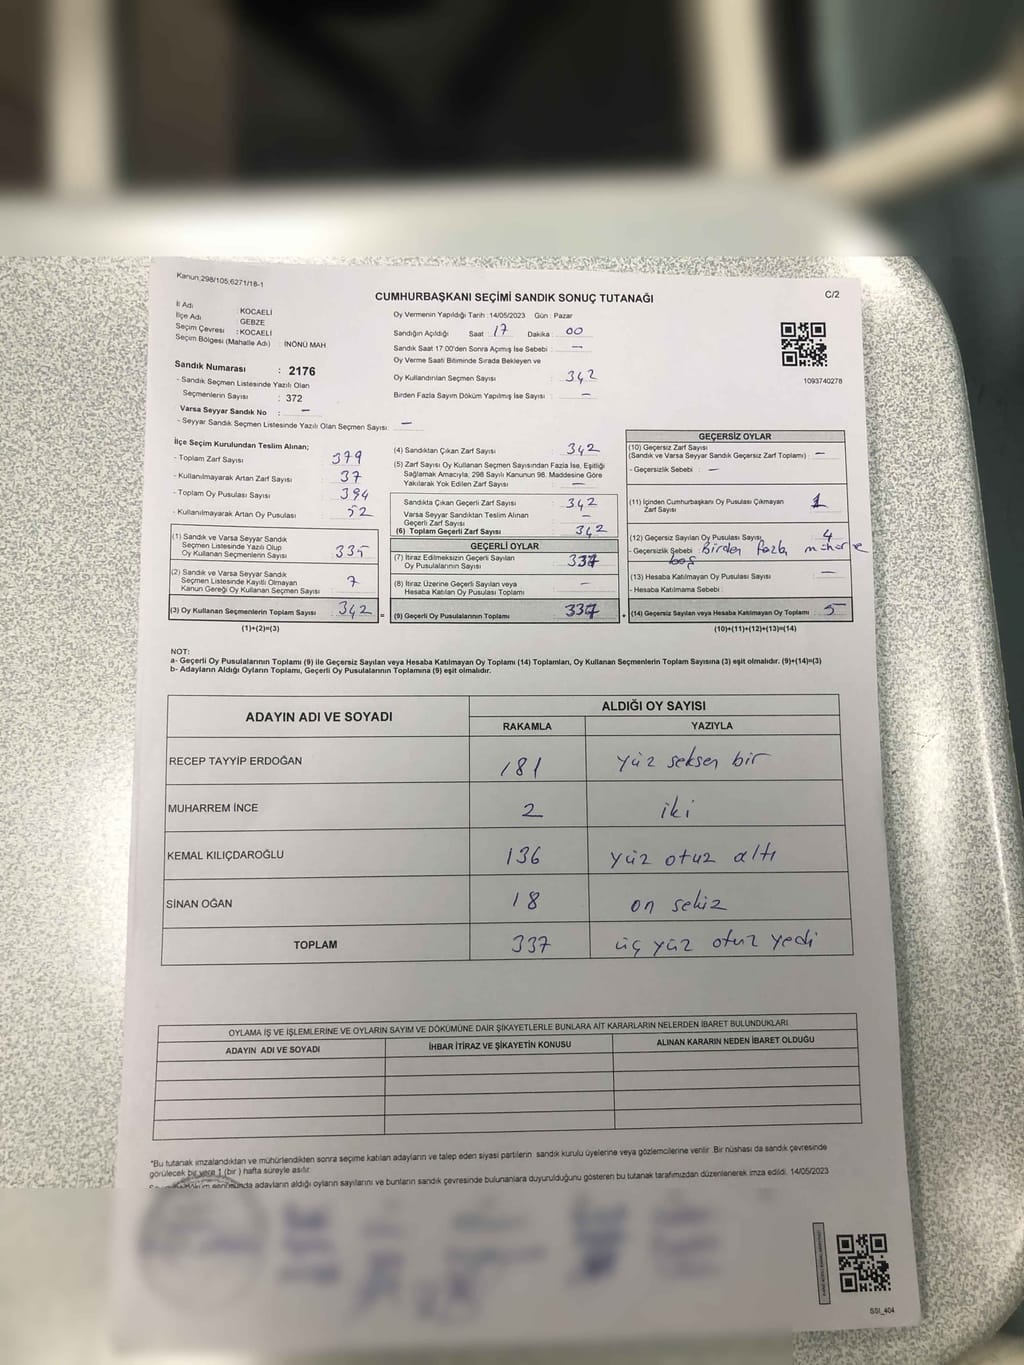 Kanun:298/105,6271/18-1
CUMHURBAŞKANI SEÇİMİ SANDIK SONUÇ TUTANAĞI
C/2
İl Adı : KOCAELİ
İlçe Adı : GEBZE
Seçim Çevresi : KOCAELİ
Seçim Bölgesi (Mahalle Adı) : İNÖNÜ MAH
Sandık Numarası : 2176
- Sandık Seçmen Listesinde Yazılı Olan
Seçmenlerin Sayısı : 372
Varsa Seyyar Sandık No : —
- Seyyar Sandık Seçmen Listesinde Yazılı Olan Seçmen Sayısı: —
Oy Vermenin Yapıldığı Tarih : 14/05/2023 Gün : Pazar
Sandığın Açıldığı Saat : 17 Dakika : 00
Sandık Saat 17:00'den Sonra Açımış İse Sebebi : —
Oy Verme Saati Bitiminde Sırada Bekleyen ve
Oy Kullandırılan Seçmen Sayısı : 342
Birden Fazla Sayım Döküm Yapılmış İse Sayısı : —
1093740278
İlçe Seçim Kurulundan Teslim Alınan;
- Toplam Zarf Sayısı : 379
- Kullanılmayarak Artan Zarf Sayısı : 37
- Toplam Oy Pusulası Sayısı : 394
- Kullanılmayarak Artan Oy Pusulası : 52
(1) Sandık ve Varsa Seyyar Sandık
Seçmen Listesinde Yazılı Olup
Oy Kullanan Seçmenlerin Sayısı : 335
(2) Sandık ve Varsa Seyyar Sandık
Seçmen Listesinde Kayıtlı Olmayan
Kanun Gereği Oy Kullanan Seçmen Sayısı : 7
(3) Oy Kullanan Seçmenlerin Toplam Sayısı : 342 =
(1)+(2)=(3)
(4) Sandıktan Çıkan Zarf Sayısı : 342
(5) Zarf Sayısı Oy Kullanan Seçmen Sayısından Fazla İse, Eşitliği
Sağlamak Amacıyla, 298 Sayılı Kanunun 98. Maddesine Göre
Yakılarak Yok Edilen Zarf Sayısı : —
Sandıkta Çıkan Geçerli Zarf Sayısı : 342
Varsa Seyyar Sandıktan Teslim Alınan
Geçerli Zarf Sayısı : —
(6) Toplam Geçerli Zarf Sayısı : 342
GEÇERLİ OYLAR
(7) İtiraz Edilmeksizin Geçerli Sayılan
Oy Pusulasının Sayısı : 337
(8) İtiraz Üzerine Geçerli Sayılan veya
Hesaba Katılan Oy Pusulası Toplamı : —
(9) Geçerli Oy Pusulalarının Toplamı : 337 +
GEÇERSİZ OYLAR
(10) Geçersiz Zarf Sayısı
(Sandık ve Varsa Seyyar Sandık Geçersiz Zarf Toplamı) : —
- Geçersizlik Sebebi : —
(11) İçinden Cumhurbaşkanı Oy Pusulası Çıkmayan
Zarf Sayısı : 1
(12) Geçersiz Sayılan Oy Pusulası Sayısı : 4
- Geçersizlik Sebebi : Birden fazla
boş
(13) Hesaba Katılmayan Oy Pusulası Sayısı : —
- Hesaba Katılmama Sebebi :
(14) Geçersiz Sayılan veya Hesaba Katılmayan Oy Toplamı : 5
(10)+(11)+(12)+(13)=(14)
NOT:
a- Geçerli Oy Pusulalarının Toplamı (9) ile Geçersiz Sayılan veya Hesaba Katılmayan Oy Toplamı (14) Toplamları, Oy Kullanan Seçmenlerin Toplam Sayısına (3) eşit olmalıdır. (9)+(14)=(3)
b- Adayların Aldığı Oyların Toplamı, Geçerli Oy Pusulalarının Toplamına (9) eşit olmalıdır.
ADAYIN ADI VE SOYADI ALDIĞI OY SAYISI
RAKAMLA YAZIYLA
RECEP TAYYİP ERDOĞAN 181 yüz seksen bir
MUHARREM İNCE 2 iki
KEMAL KILIÇDAROĞLU 136 yüz otuz altı
SİNAN OĞAN 18 on sekiz
TOPLAM 337 üç yüz otuz yedi
OYLAMA İŞ VE İŞLEMLERİNE VE OYLARIN SAYIM VE DÖKÜMÜNE DAİR ŞİKAYETLERLE BUNLARA AİT KARARLARIN NELERDEN İBARET BULUNDUKLARI
ADAYIN ADI VE SOYADI İHBAR İTİRAZ VE ŞİKAYETİN KONUSU ALINAN KARARIN NEDEN İBARET OLDUĞU
*Bu tutanak imzalandıktan ve mühürlendikten sonra seçime katılan adayların ve talep eden siyasi partilerin sandık kurulu üyelerine veya gözlemcilerine verilir. Bir nüshası da sandık çevresinde
görülecek bir yere 1 (bir ) hafta süreyle asılır.
adayların aldığı oyların sayılarını ve bunların sandık çevresinde bulunanlara duyurulduğunu gösteren bu tutanak tarafımızdan düzenlenerek imza edildi. 14/05/2023
SSI_404